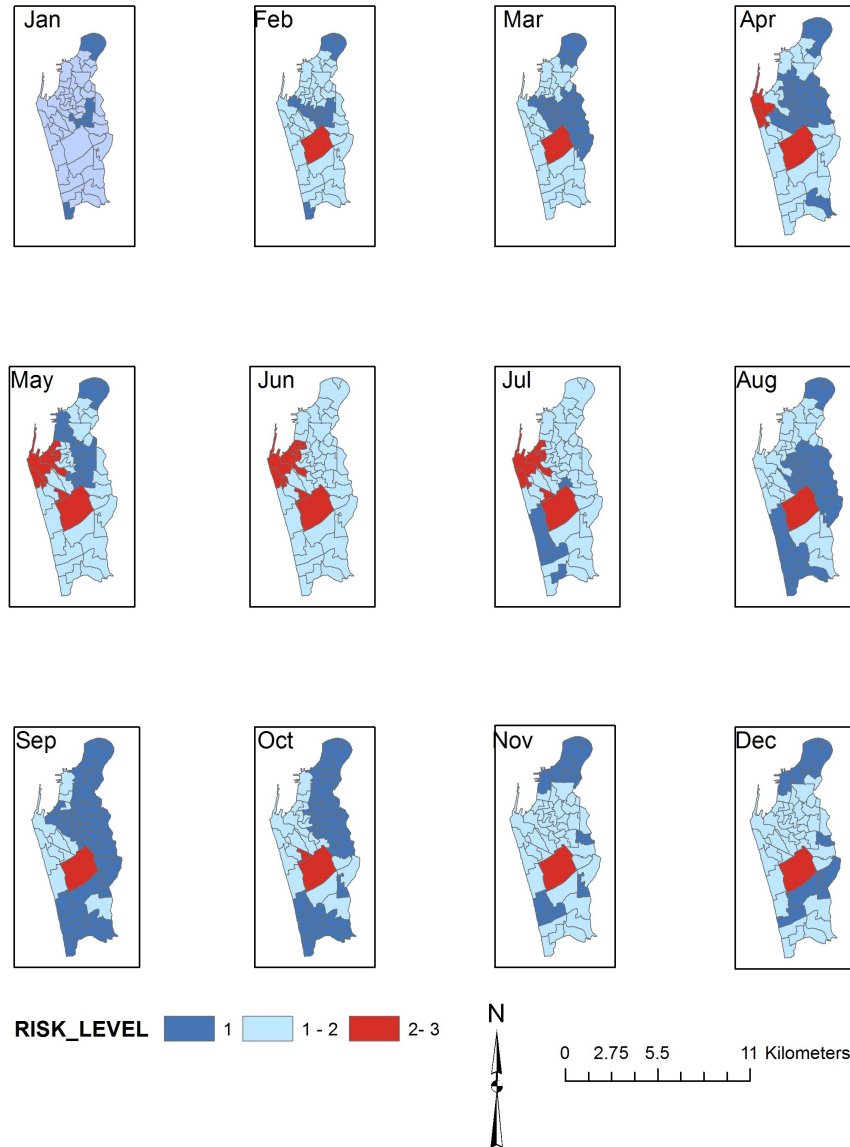 Jan Feb Mar Apr
May Jun Jul Aug
Sep Oct Nov Dec
RISK_LEVEL 1 1 - 2 2- 3
N
0 2.75 5.5 11 Kilometers